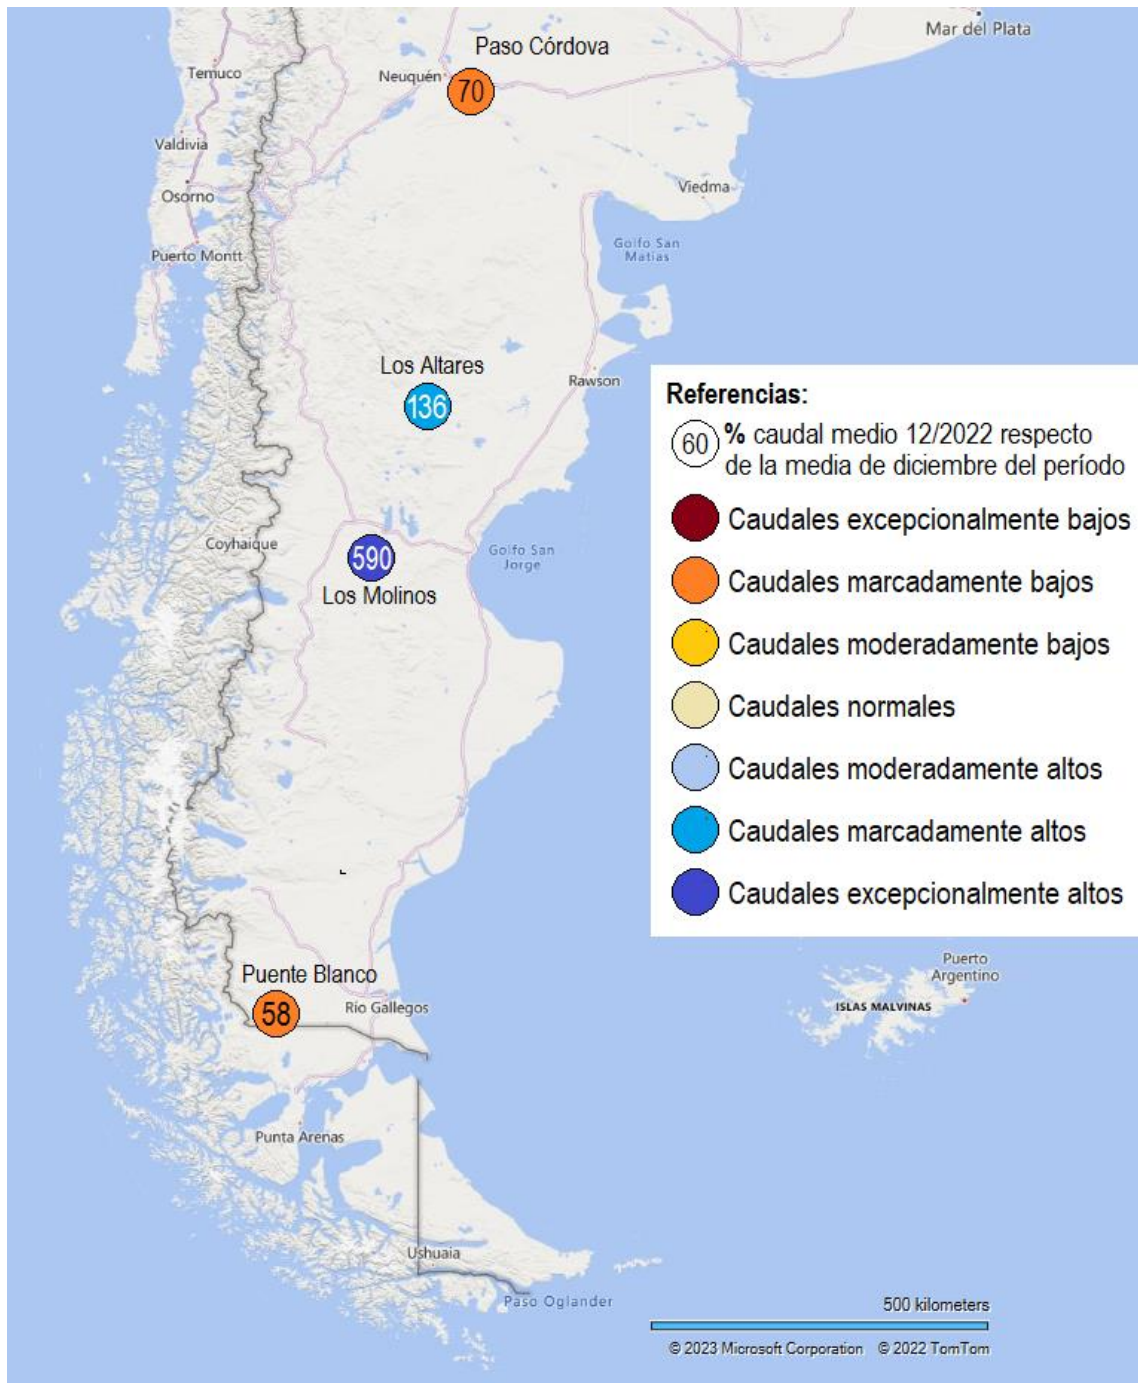 Mar del Plata
Paso Córdova
Temuco
Neuquén
70
Valdivia
Osorno
Viedma
Puerto Montt
Golfo San
Matias
Los Altares
136
Rawson
Referencias:
60 % caudal medio 12/2022 respecto
de la media de diciembre del período
Caudales excepcionalmente bajos
Caudales marcadamente bajos
Caudales moderadamente bajos
Caudales normales
Caudales moderadamente altos
Caudales marcadamente altos
Caudales excepcionalmente altos
Coyhaique
590
Golfo San
Jorge
Los Molinos
Puente Blanco
58
Río Gallegos
Puerto
Argentino
ISLAS MALVINAS
Punta Arenas
Ushuaia
Paso Oglander
500 kilometers
© 2023 Microsoft Corporation © 2022 TomTom